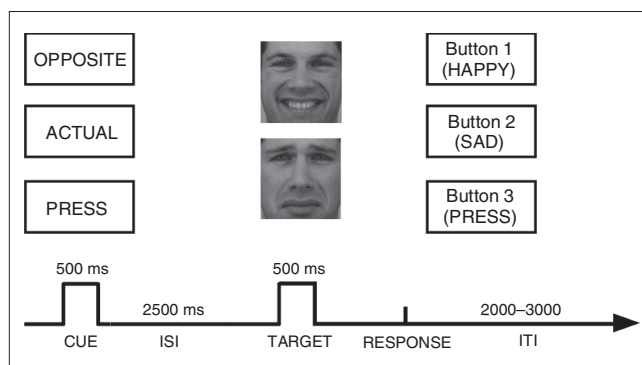 OPPOSITE
ACTUAL
PRESS
Button 1
(HAPPY)
Button 2
(SAD)
Button 3
(PRESS)
500 ms
500 ms
2500 ms
2000–3000
CUE
ISI
TARGET
RESPONSE
ITI